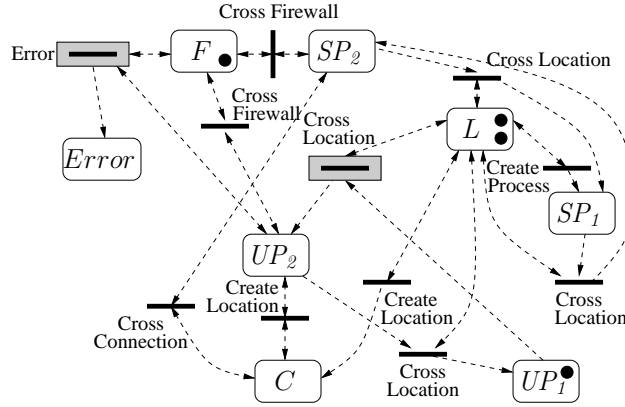 Cross Firewall
Error
F
SP2
Cross Location
Cross
Firewall
Cross
Location
L
Error
Create
Process
SP1
UP2
Create
Location
Create
Location
Cross
Location
Cross
Connection
C
Cross
Location
UP1